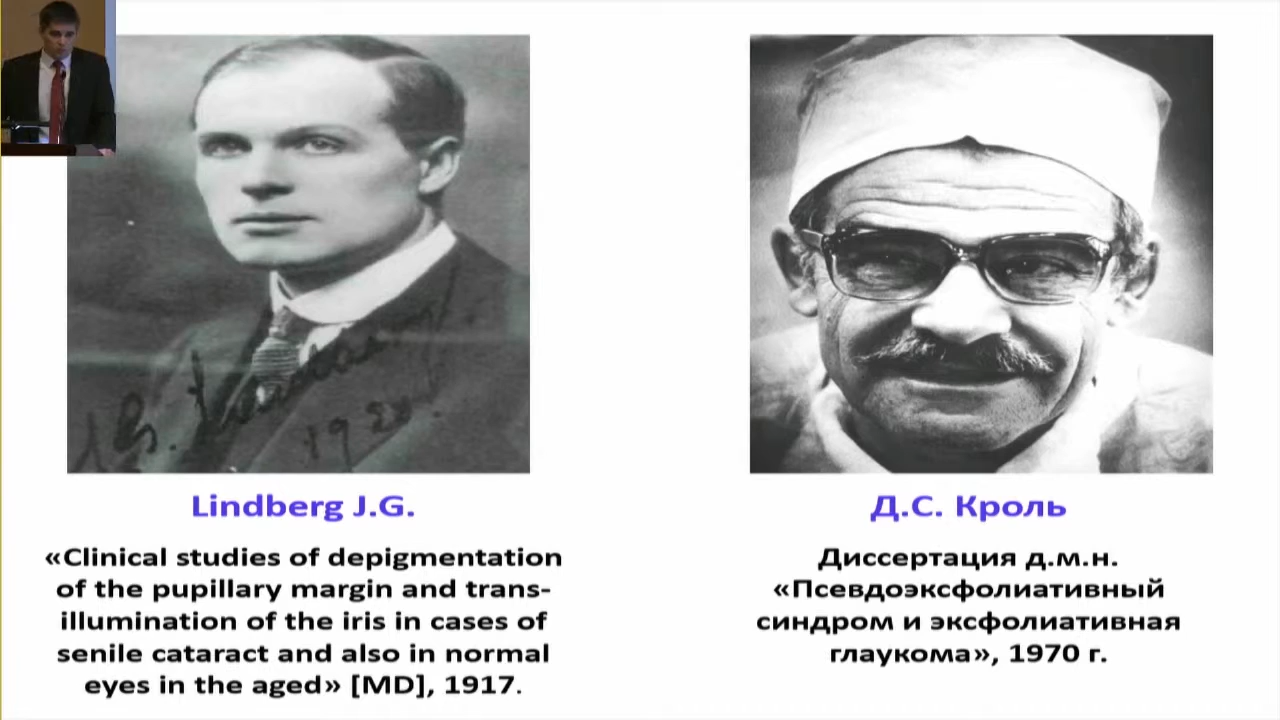 1920.
Lindberg J.G.
«Clinical studies of depigmentation
of the pupillary margin and trans-
illumination of the iris in cases of
senile cataract and also in normal
eyes in the aged» [MD], 1917.
Д.С. Кроль
Диссертация д.м.н.
«Псевдоэксфолиативный
синдром и эксфолиативная
глаукома», 1970 г.